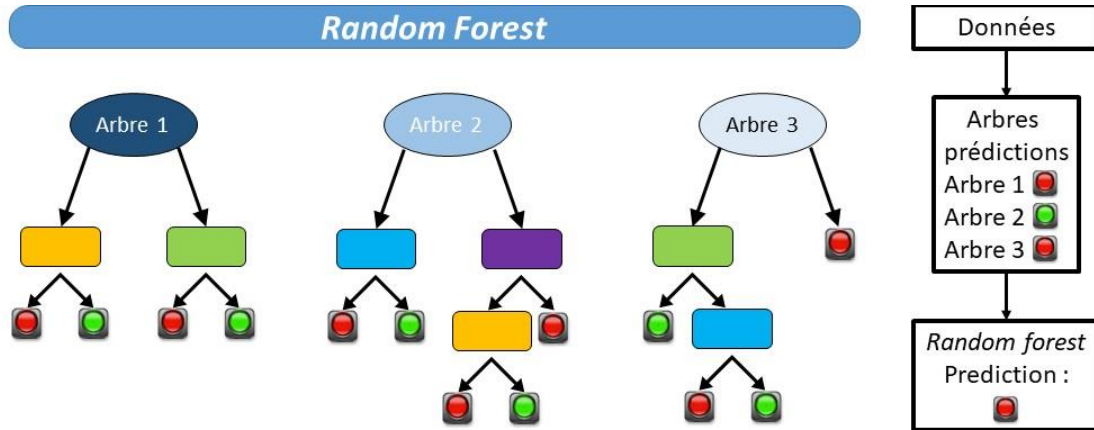 Random Forest
Données
Arbre 1
Arbre 2
Arbre 3
Arbres
prédictions
Arbre 1
Arbre 2
Arbre 3
Random forest
Prediction :